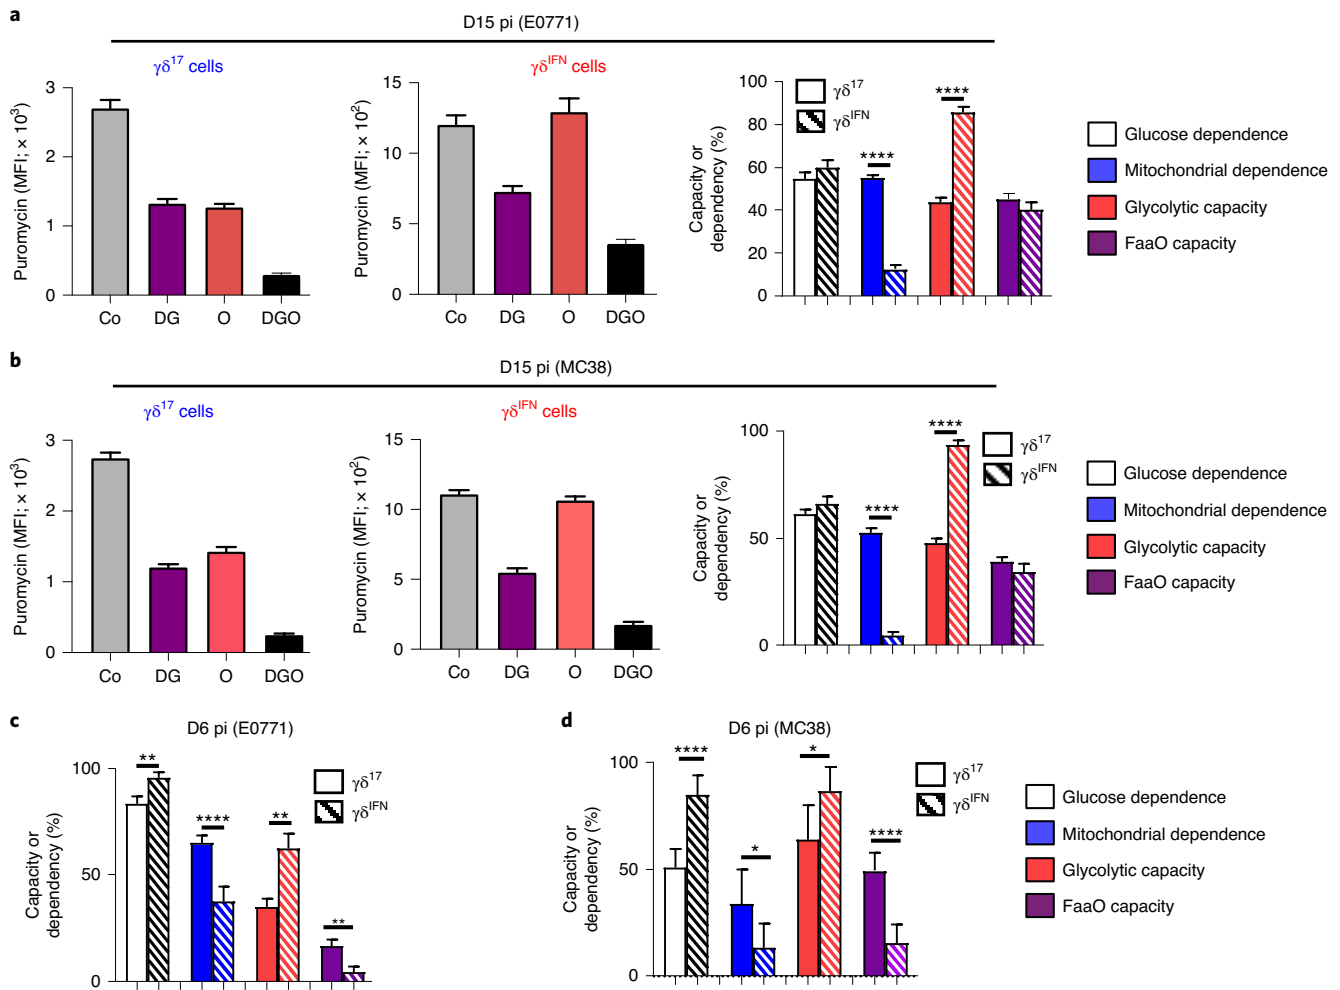 a
D15 pi (E0771)
γδ17 cells
γδIFN cells
Puromycin (MFI; × 10³)
3
2
1
0
Co DG O DGO
Puromycin (MFI; × 10²)
15
10
5
0
Co DG O DGO
Capacity or
dependency (%)
100
80
60
40
20
0
γδ17
γδIFN
****
****
Glucose dependence
Mitochondrial dependence
Glycolytic capacity
FaaO capacity
b
D15 pi (MC38)
γδ17 cells
γδIFN cells
Puromycin (MFI; × 10³)
3
2
1
0
Co DG O DGO
Puromycin (MFI; × 10²)
15
10
5
0
Co DG O DGO
Capacity or
dependency (%)
100
50
0
****
****
γδ17
γδIFN
Glucose dependence
Mitochondrial dependence
Glycolytic capacity
FaaO capacity
c
D6 pi (E0771)
Capacity or
dependency (%)
100
50
0
**
****
**
**
γδ17
γδIFN
d
D6 pi (MC38)
Capacity or
dependency (%)
100
50
0
****
*
*
****
γδ17
γδIFN
Glucose dependence
Mitochondrial dependence
Glycolytic capacity
FaaO capacity